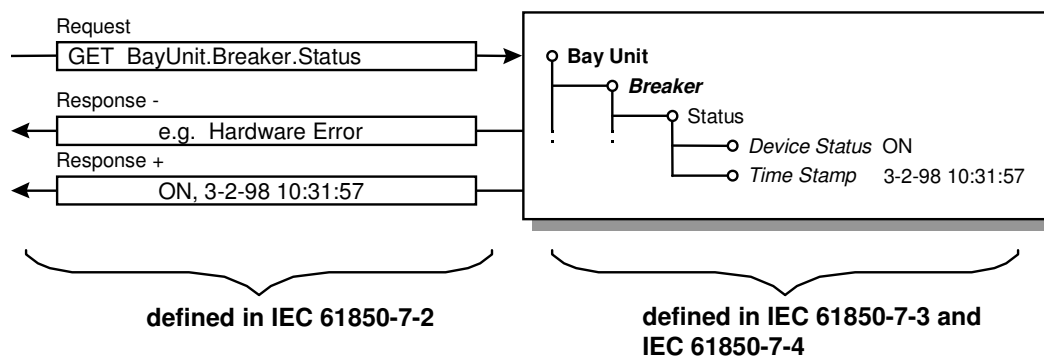 Request
GET BayUnit.Breaker.Status
Response -
e.g. Hardware Error
Response +
ON, 3-2-98 10:31:57
Bay Unit
Breaker
Status
Device Status ON
Time Stamp 3-2-98 10:31:57
defined in IEC 61850-7-2
defined in IEC 61850-7-3 and
IEC 61850-7-4